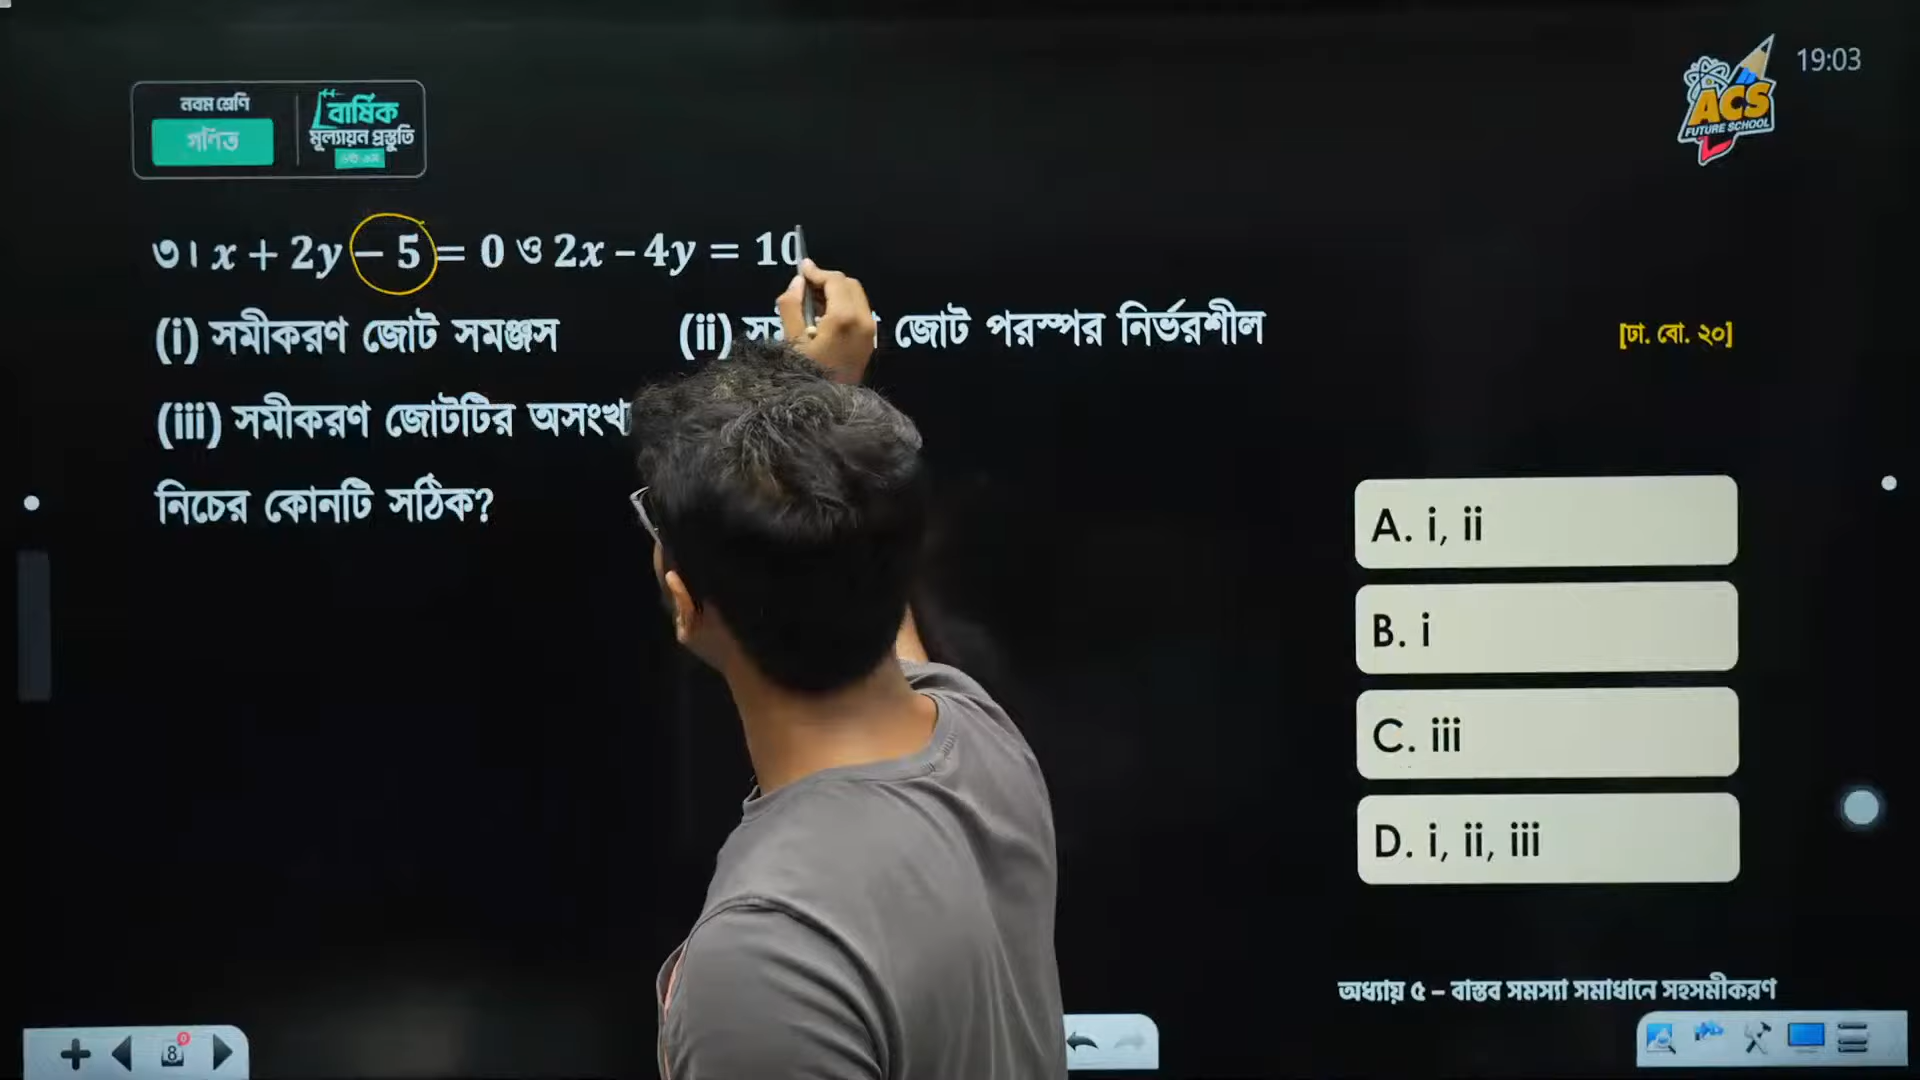 নবম শ্রেণি
গণিত
বার্ষিক
মূল্যায়ন প্রস্তুতি
ACS
FUTURE SCHOOL
19:03
৩। x + 2y – 5 = 0 ও 2x – 4y = 10
(i) সমীকরণ জোট সমঞ্জস
(ii) জোট পরস্পর নির্ভরশীল
[ঢা. বো. ২০]
(iii) সমীকরণ জোটটির
নিচের কোনটি সঠিক?
A. i, ii
B. i
C. iii
D. i, ii, iii
অধ্যায় ৫ – বাস্তব সমস্যা সমাধানে সহসমীকরণ
8